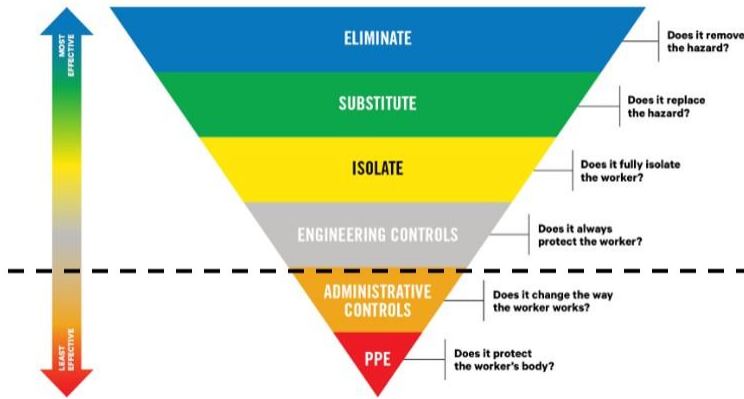 MOST
EFFECTIVE
ELIMINATE
Does it remove
the hazard?
SUBSTITUTE
Does it replace
the hazard?
ISOLATE
Does it fully isolate
the worker?
ENGINEERING CONTROLS
Does it always
protect the worker?
ADMINISTRATIVE
CONTROLS
Does it change the way
the worker works?
LEAST
EFFECTIVE
PPE
Does it protect
the worker's body?